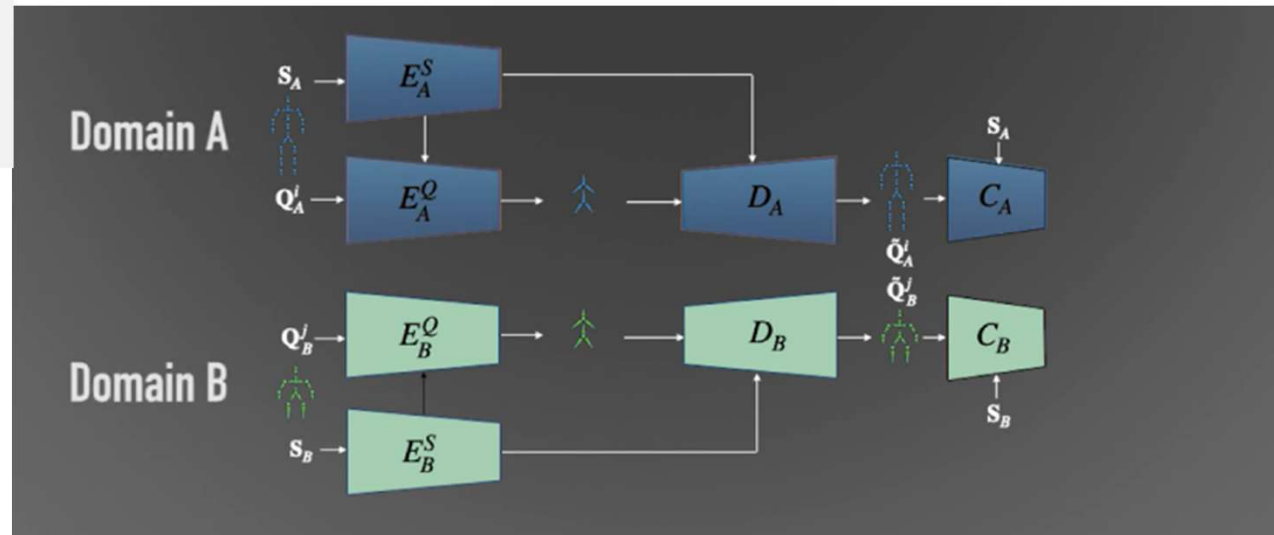 S_A
E_A^S
Domain A
S_A
Q_A^i
E_A^Q
D_A
C_A
Q̃_A^i
Q̃_B^j
Q_B^j
E_B^Q
D_B
C_B
Domain B
S_B
S_B
E_B^S